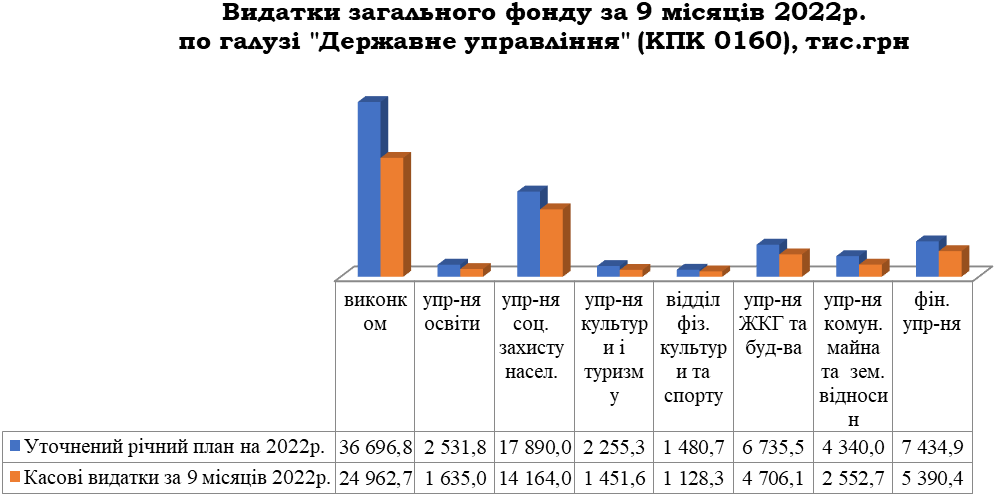 Видатки загального фонду за 9 місяців 2022р.
по галузі "Державне управління" (КПК 0160), тис.грн
виконк
ом
упр-ня
освіти
упр-ня
соц.
захисту
насел.
упр-ня
культур
и і
туризм
у
відділ
фіз.
культур
и та
спорту
упр-ня
ЖКГ та
буд-ва
упр-ня
комун.
майна
та зем.
відноси
н
фін.
упр-ня
Уточнений річний план на 2022р. 36 696,8 2 531,8 17 890,0 2 255,3 1 480,7 6 735,5 4 340,0 7 434,9
Касові видатки за 9 місяців 2022р. 24 962,7 1 635,0 14 164,0 1 451,6 1 128,3 4 706,1 2 552,7 5 390,4